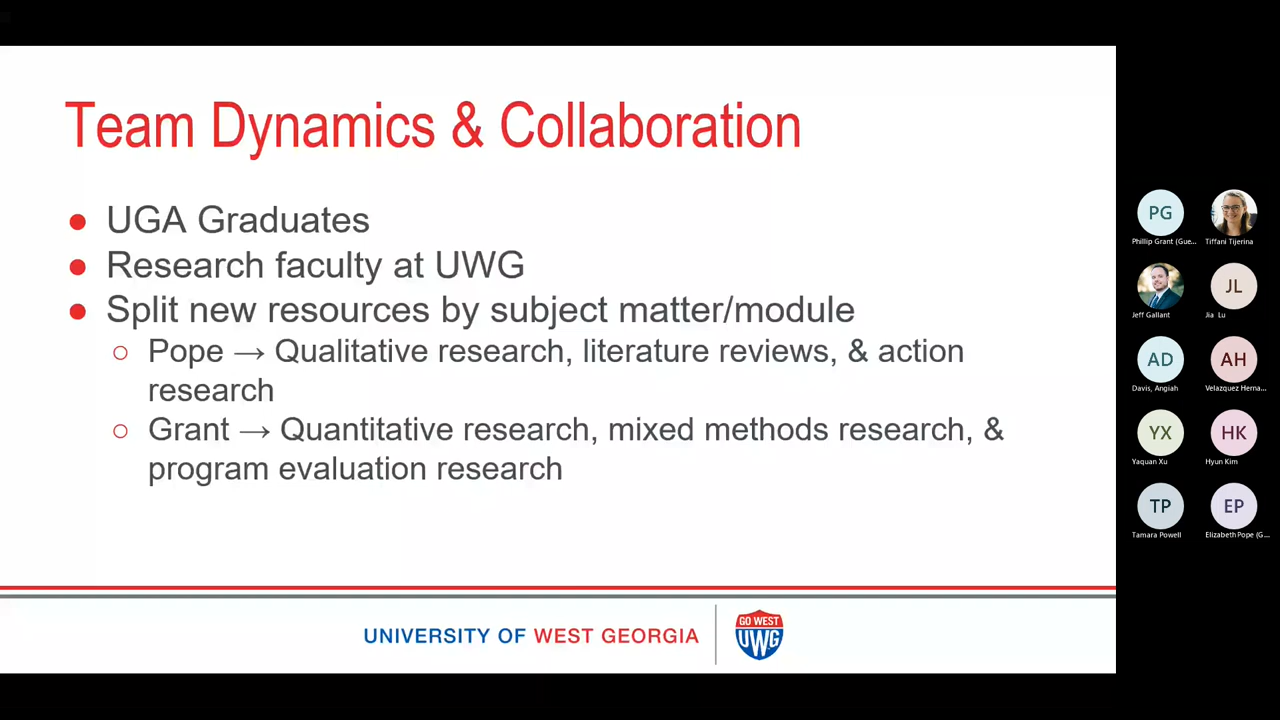 Team Dynamics & Collaboration
● UGA Graduates
● Research faculty at UWG
● Split new resources by subject matter/module
○ Pope → Qualitative research, literature reviews, & action
research
○ Grant → Quantitative research, mixed methods research, &
program evaluation research
UNIVERSITY OF WEST GEORGIA
GO WEST
UWG
PG
Phillip Grant (Gue...
Tiffani Tijerina
Jeff Gallant
JL
Jia Lu
AD
Davis, Angiah
AH
Velazquez Herna...
YX
Yaquan Xu
HK
Hyun Kim
TP
Tamara Powell
EP
Elizabeth Pope (G...